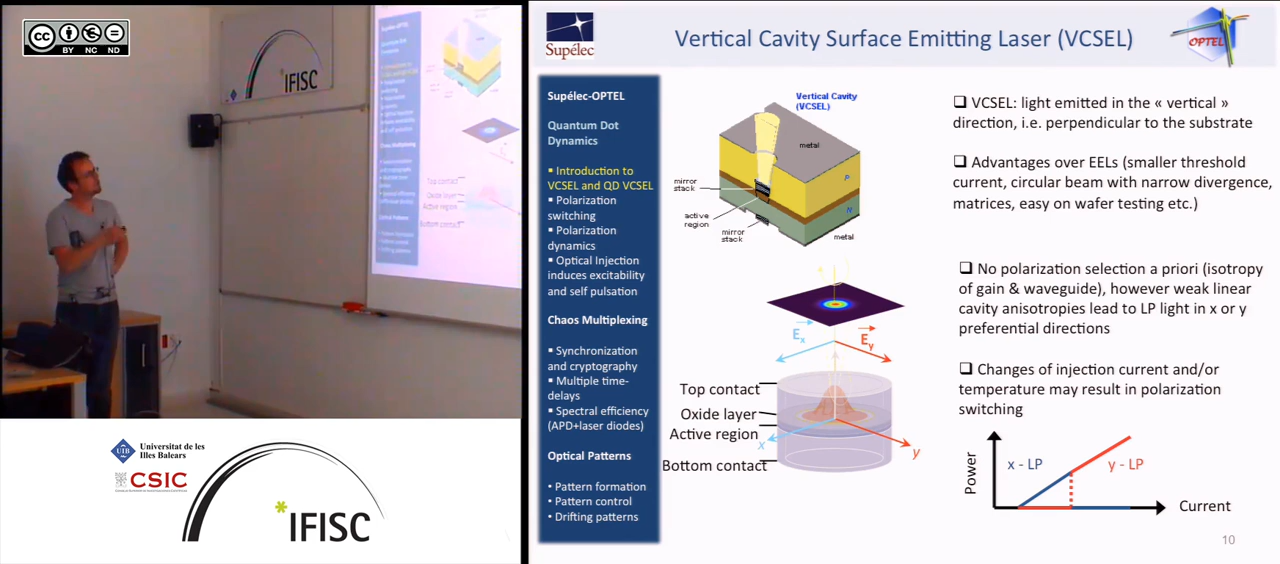 cc
BY NC ND
*IFISC
Universitat de les
Illes Balears
UIB
CSIC
*IFISC
Supélec
Vertical Cavity Surface Emitting Laser (VCSEL)
OPTEL
Supélec-OPTEL
Quantum Dot
Dynamics
▪ Introduction to
VCSEL and QD VCSEL
▪ Polarization
switching
▪ Polarization
dynamics
▪ Optical Injection
induces excitability
and self pulsation
Chaos Multiplexing
▪ Synchronization
and cryptography
▪ Multiple time-
delays
▪ Spectral efficiency
(APD+laser diodes)
Optical Patterns
• Pattern formation
• Pattern control
• Drifting patterns
Vertical Cavity
(VCSEL)
metal
mirror
stack
P
active
region
N
mirror
stack
metal
Ex
Ey
Top contact
Oxide layer
Active region
Bottom contact
x
y
❑ VCSEL: light emitted in the « vertical »
direction, i.e. perpendicular to the substrate
❑ Advantages over EELs (smaller threshold
current, circular beam with narrow divergence,
matrices, easy on wafer testing etc.)
❑ No polarization selection a priori (isotropy
of gain & waveguide), however weak linear
cavity anisotropies lead to LP light in x or y
preferential directions
❑ Changes of injection current and/or
temperature may result in polarization
switching
Power
x - LP
y - LP
Current
10